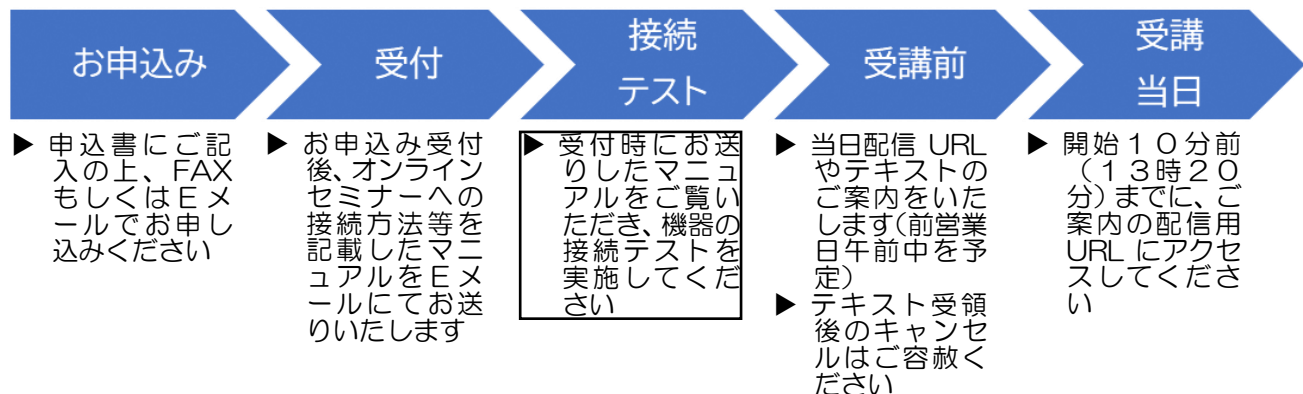 お申込み
▶ 申込書にご記
入の上、FAX
もしくはＥメ
ールでお申し
込みください
受付
▶ お申込み受付
後、オンライン
セミナーへの
接続方法等を
記載したマニ
ュアルをＥメ
ールにてお送
りいたします
接続
テスト
▶ 受付時にお送
りしたマニュ
アルをご覧い
ただき、機器の
接続テストを
実施してくだ
さい
受講前
▶ 当日配信 URL
やテキストの
ご案内をいた
します(前営業
日午前中を予
定)
▶ テキスト受領
後のキャンセ
ルはご容赦く
ださい
受講
当日
▶ 開始１０分前
（１３時２０
分）までに、ご
案内の配信用
URL にアクセ
スしてくださ
い